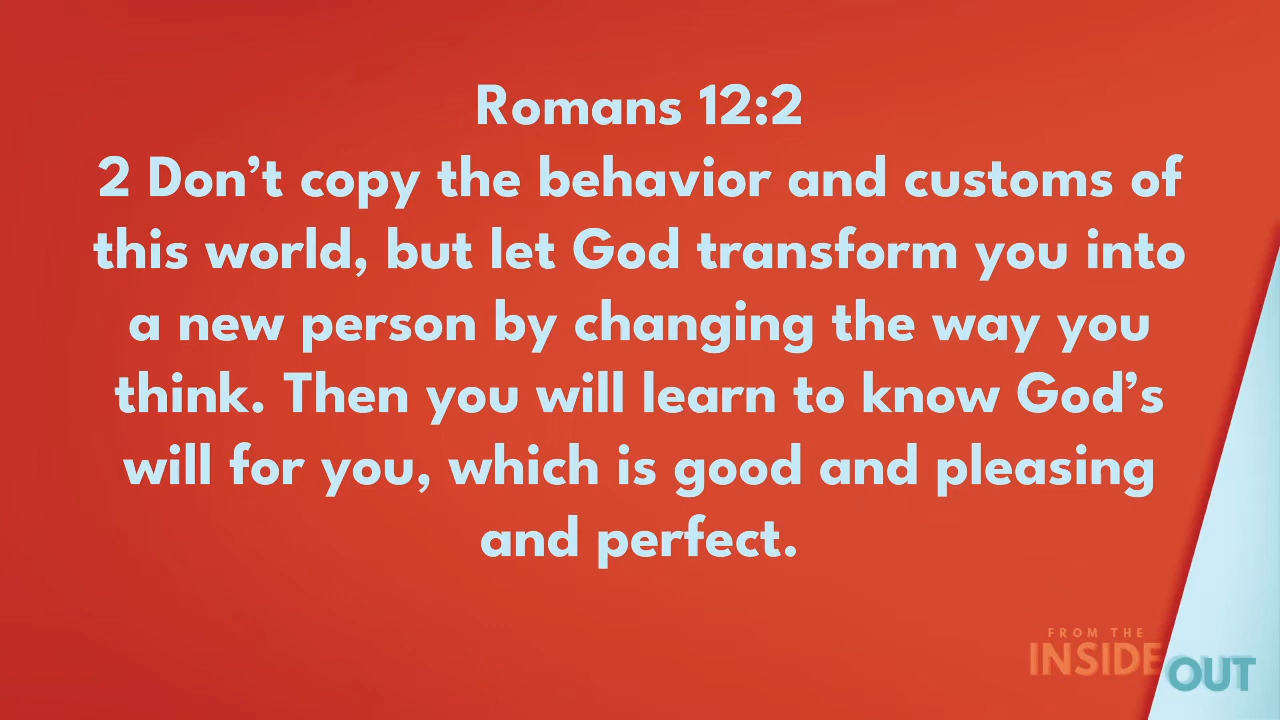 Romans 12:2
2 Don’t copy the behavior and customs of
this world, but let God transform you into
a new person by changing the way you
think. Then you will learn to know God’s
will for you, which is good and pleasing
and perfect.
FROM THE
INSIDE OUT